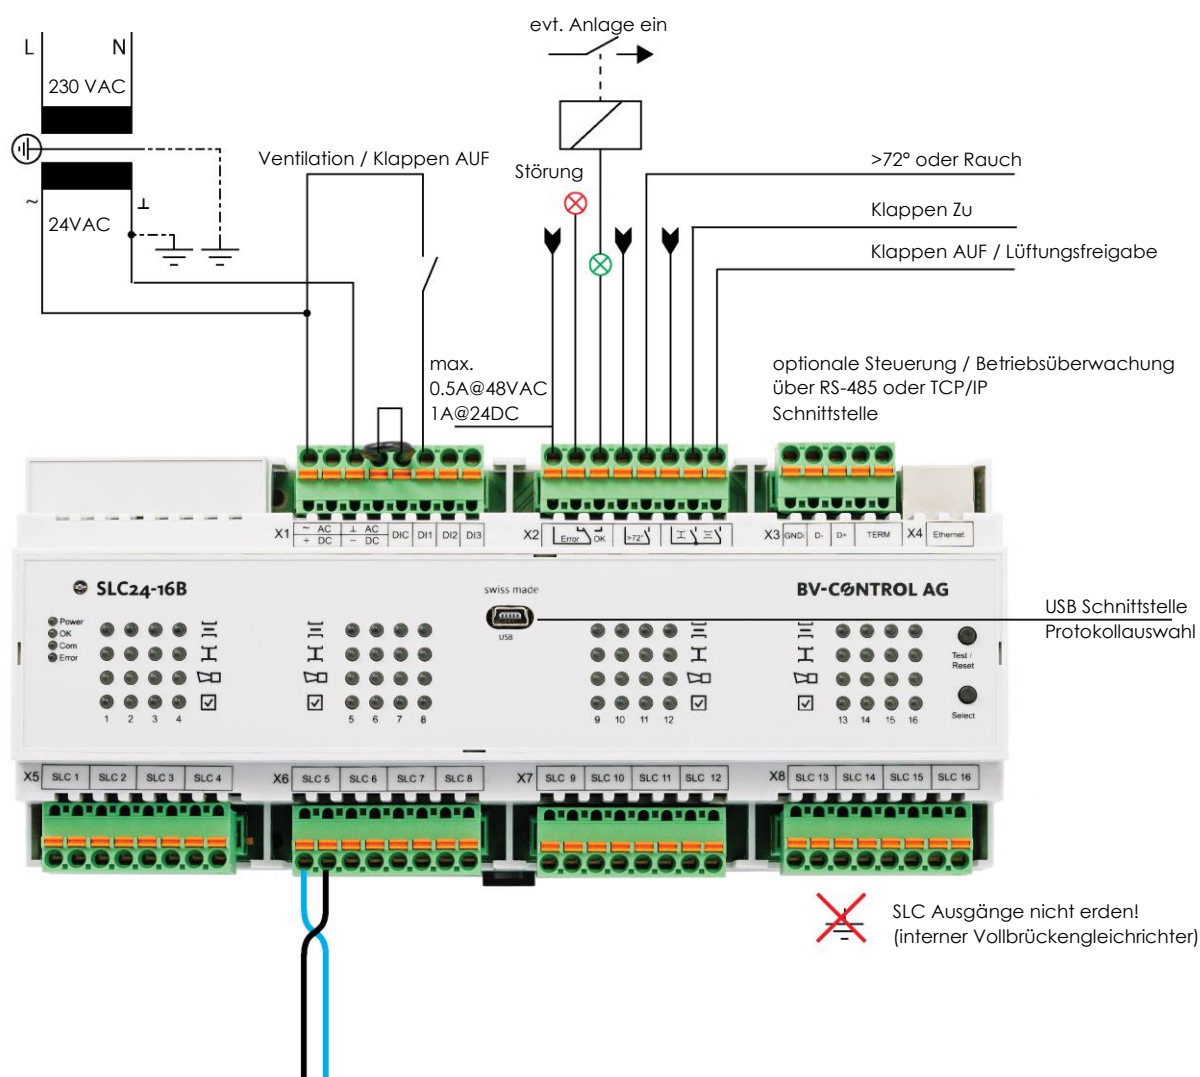 evt. Anlage ein
L N
230 VAC
Ventilation / Klappen AUF
Störung
>72° oder Rauch
~ ⊥
24VAC
Klappen Zu
Klappen AUF / Lüftungsfreigabe
max.
0.5A@48VAC
1A@24DC
optionale Steuerung / Betriebsüberwachung
über RS-485 oder TCP/IP
Schnittstelle
X1 ~ AC ⊥ AC DIC DI1 DI2 DI3
+ DC – DC
X2 Error OK >72°
X3 GND D- D+ TERM X4 Ethernet
SLC24-16B
swiss made
USB
BV-CONTROL AG
Power
OK
Com
Error
USB Schnittstelle
Protokollauswahl
Test /
Reset
Select
1 2 3 4
5 6 7 8
9 10 11 12
13 14 15 16
X5 SLC 1 SLC 2 SLC 3 SLC 4
X6 SLC 5 SLC 6 SLC 7 SLC 8
X7 SLC 9 SLC 10 SLC 11 SLC 12
X8 SLC 13 SLC 14 SLC 15 SLC 16
SLC Ausgänge nicht erden!
(interner Vollbrückengleichrichter)